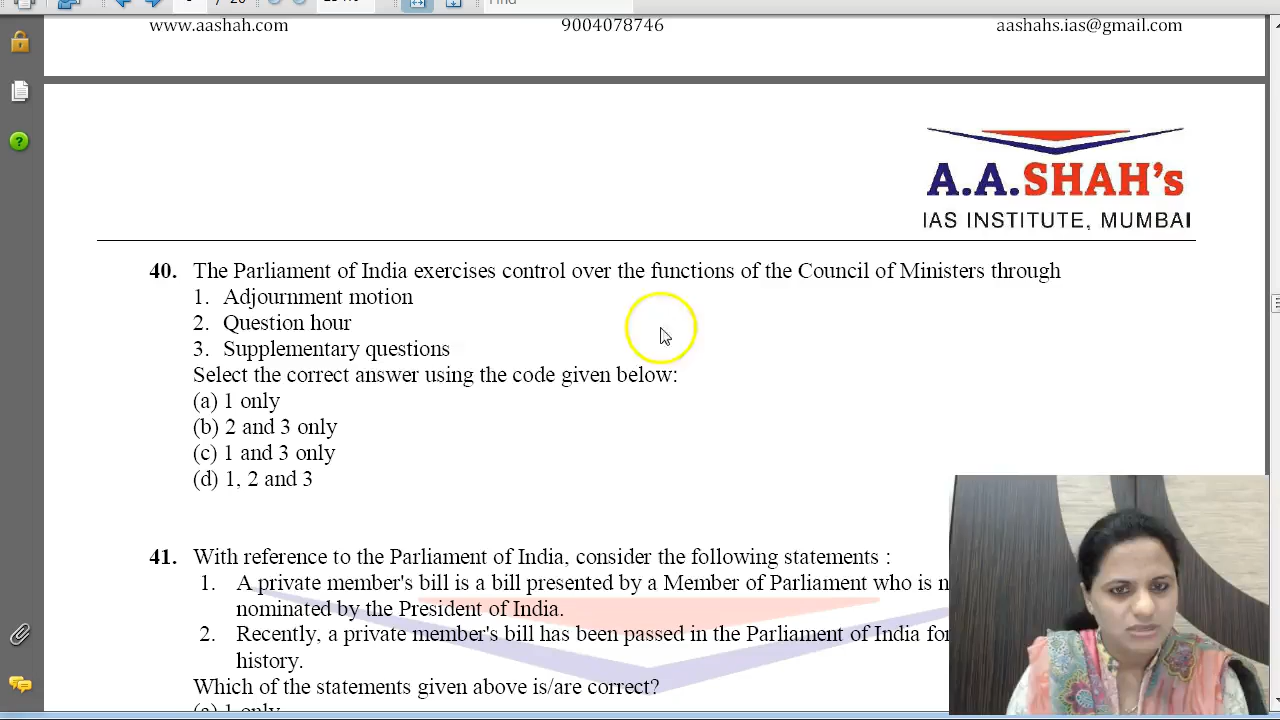 Find
www.aashah.com 9004078746 aashahs.ias@gmail.com
A.A.SHAH's
IAS INSTITUTE, MUMBAI
40. The Parliament of India exercises control over the functions of the Council of Ministers through
1. Adjournment motion
2. Question hour
3. Supplementary questions
Select the correct answer using the code given below:
(a) 1 only
(b) 2 and 3 only
(c) 1 and 3 only
(d) 1, 2 and 3
41. With reference to the Parliament of India, consider the following statements :
1. A private member's bill is a bill presented by a Member of Parliament who is n
nominated by the President of India.
2. Recently, a private member's bill has been passed in the Parliament of India for
history.
Which of the statements given above is/are correct?
(a) 1 only